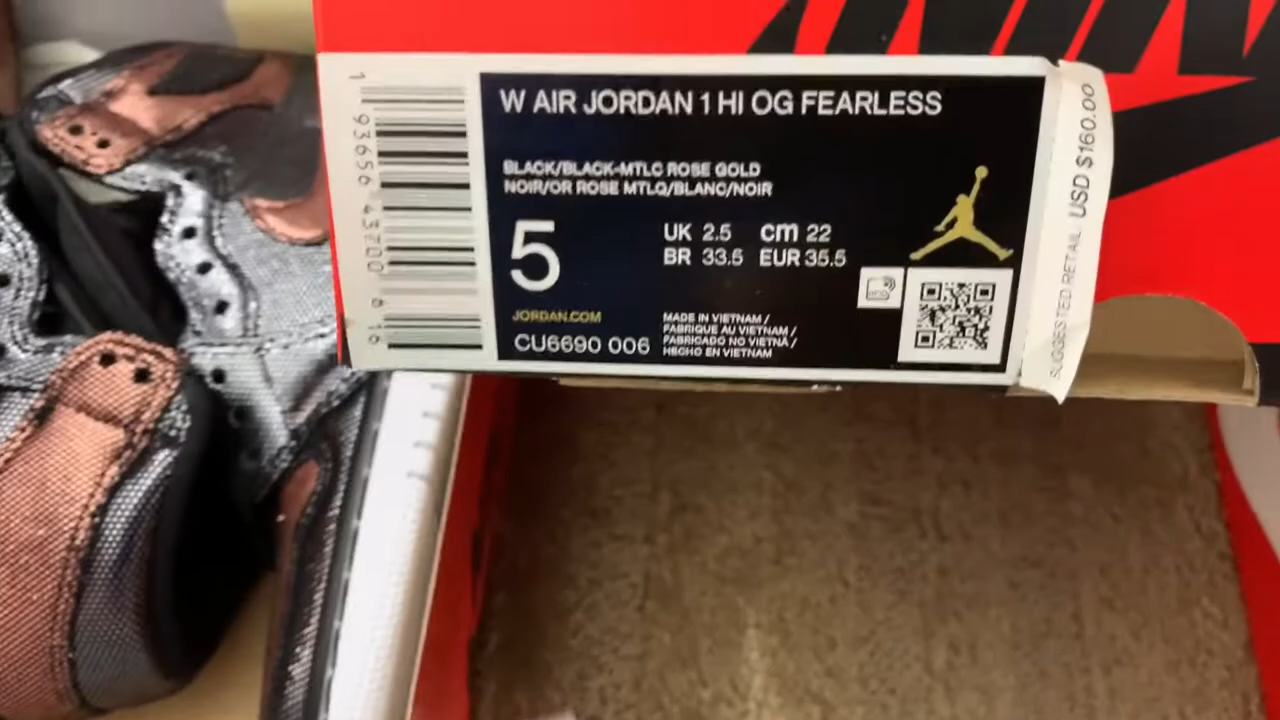 W AIR JORDAN 1 HI OG FEARLESS
BLACK/BLACK-MTLC ROSE GOLD
NOIR/OR ROSE MTLQ/BLANC/NOIR
5
UK 2.5 cm 22
BR 33.5 EUR 35.5
JORDAN.COM
CU6690 006
MADE IN VIETNAM /
FABRIQUE AU VIETNAM /
FABRICADO NO VIETNÃ /
HECHO EN VIETNAM
1 93656 43700 6 16
SUGGESTED RETAIL USD $160.00